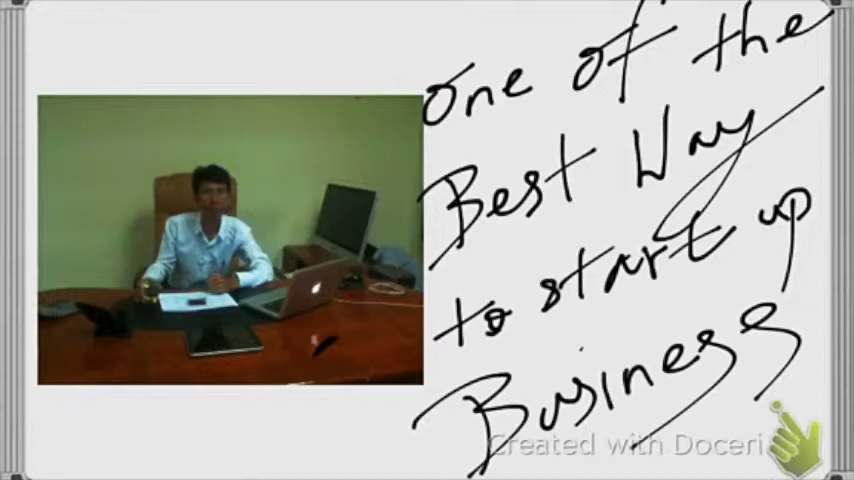 One of the
Best Way
to start up
Business
Created with Doceri